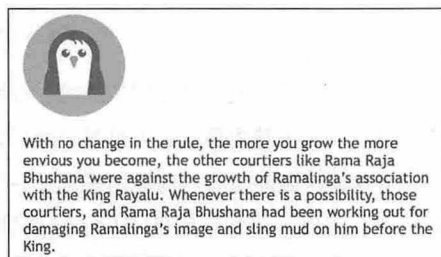 With no change in the rule, the more you grow the more
envious you become, the other courtiers like Rama Raja
Bhushana were against the growth of Ramalinga's association
with the King Rayalu. Whenever there is a possibility, those
courtiers, and Rama Raja Bhushana had been working out for
damaging Ramalinga's image and sling mud on him before the
King.